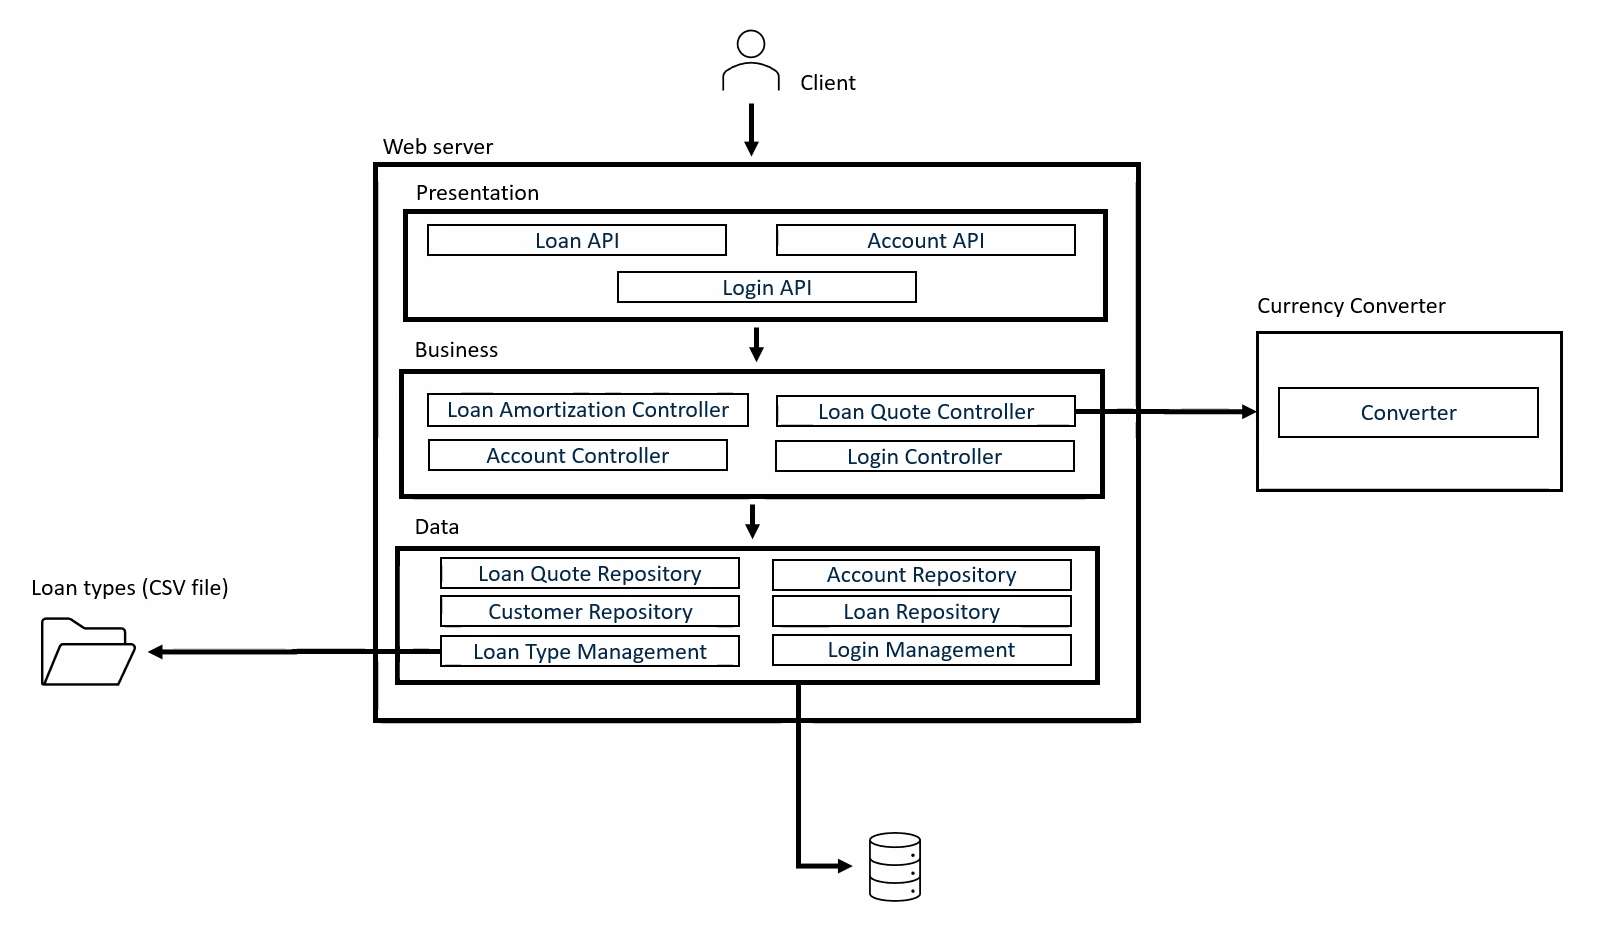 Client
Web server
Presentation
Loan API
Account API
Login API
Currency Converter
Converter
Business
Loan Amortization Controller
Loan Quote Controller
Account Controller
Login Controller
Data
Loan Quote Repository
Account Repository
Customer Repository
Loan Repository
Loan Type Management
Login Management
Loan types (CSV file)